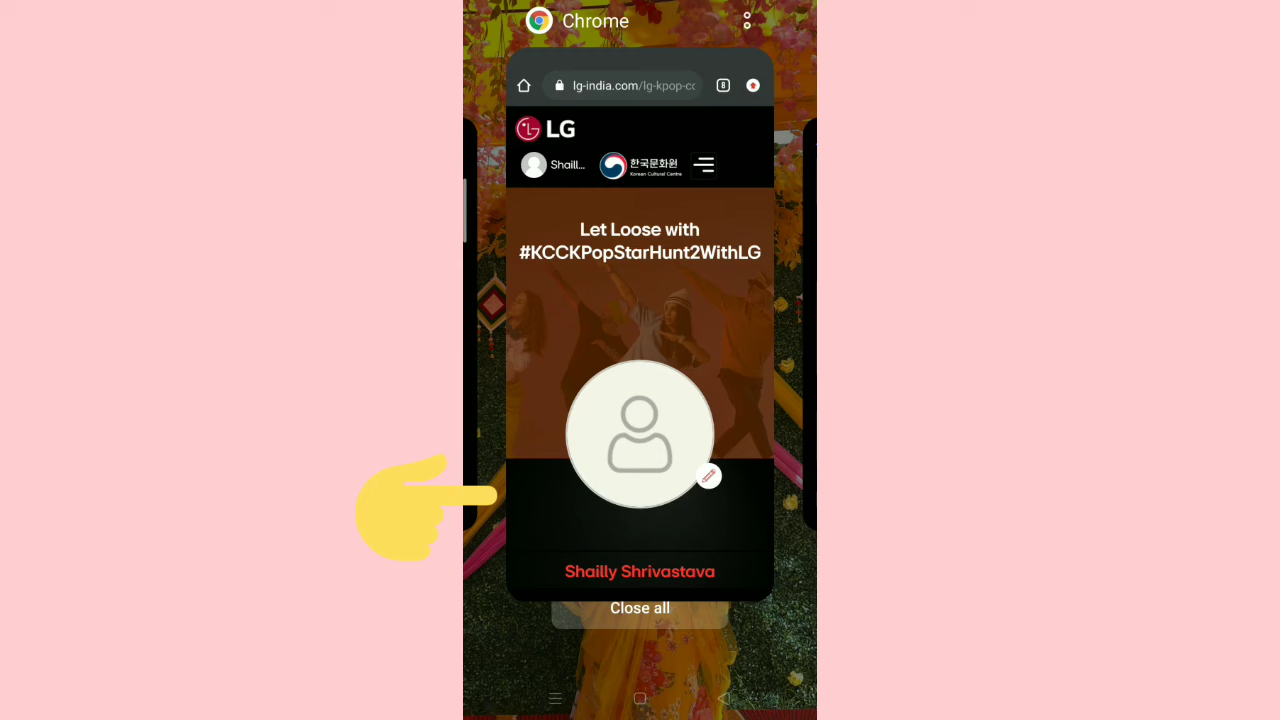 Chrome
lg-india.com/lg-kpop-co
8
LG
Shaill...
한국문화원
Korean Cultural Centre
Let Loose with
#KCCKPopStarHunt2WithLG
Shailly Shrivastava
Close all